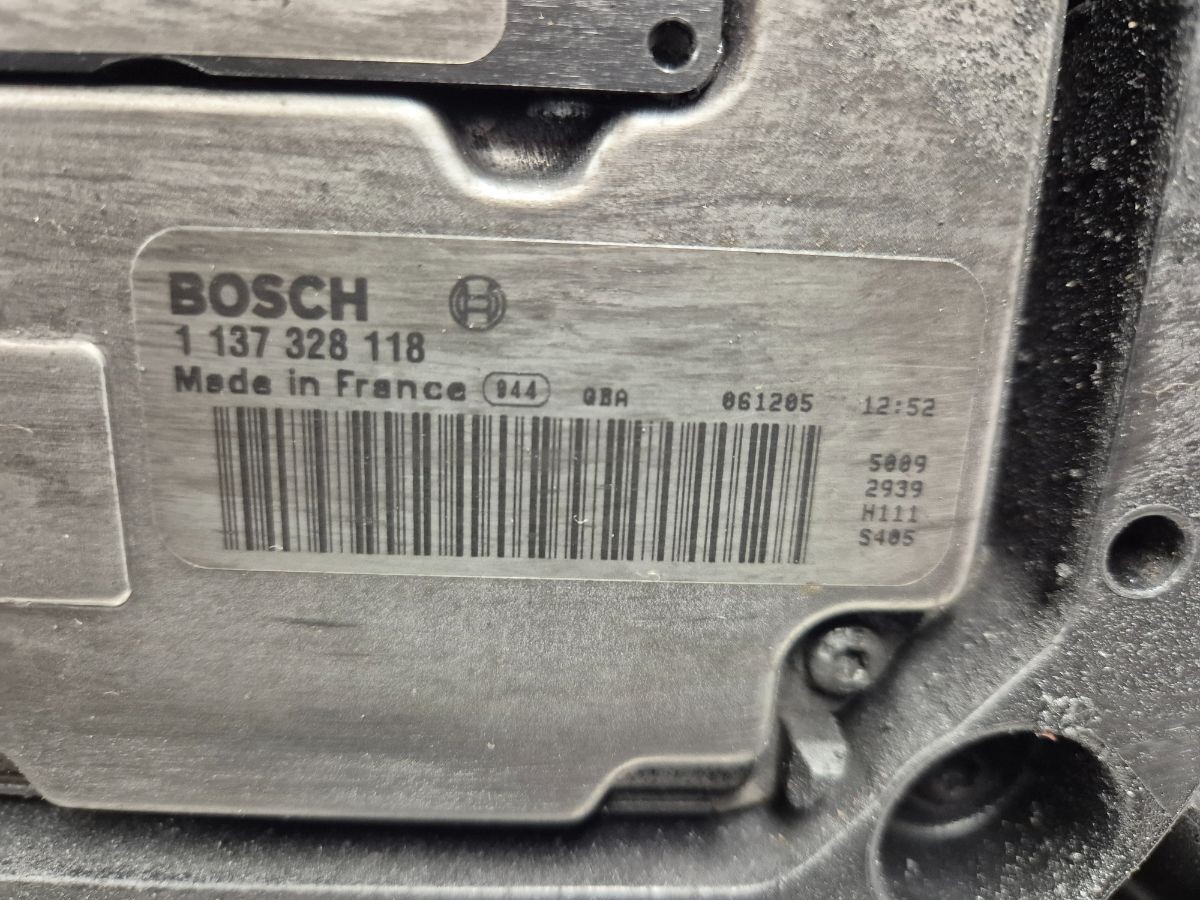 BOSCH
1 137 328 118
Made in France 944 QBA 061205 12:52
5009
2939
H111
S405